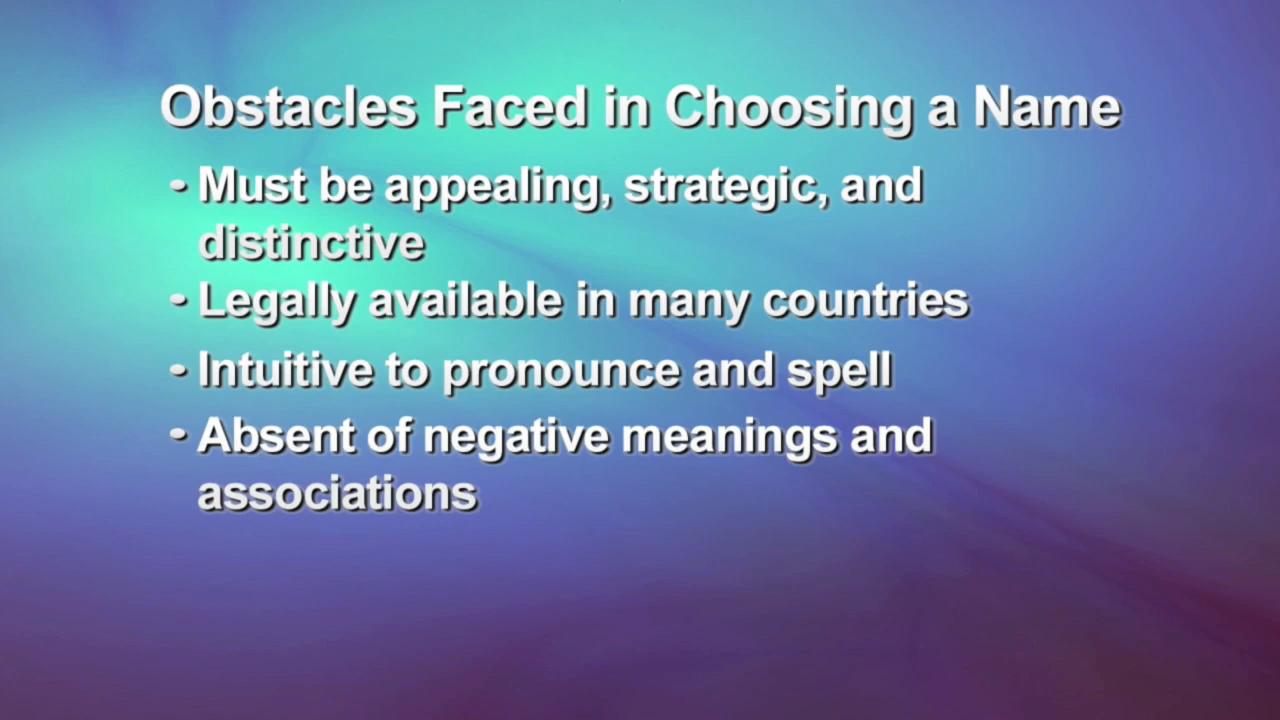 Obstacles Faced in Choosing a Name
• Must be appealing, strategic, and
distinctive
• Legally available in many countries
• Intuitive to pronounce and spell
• Absent of negative meanings and
associations